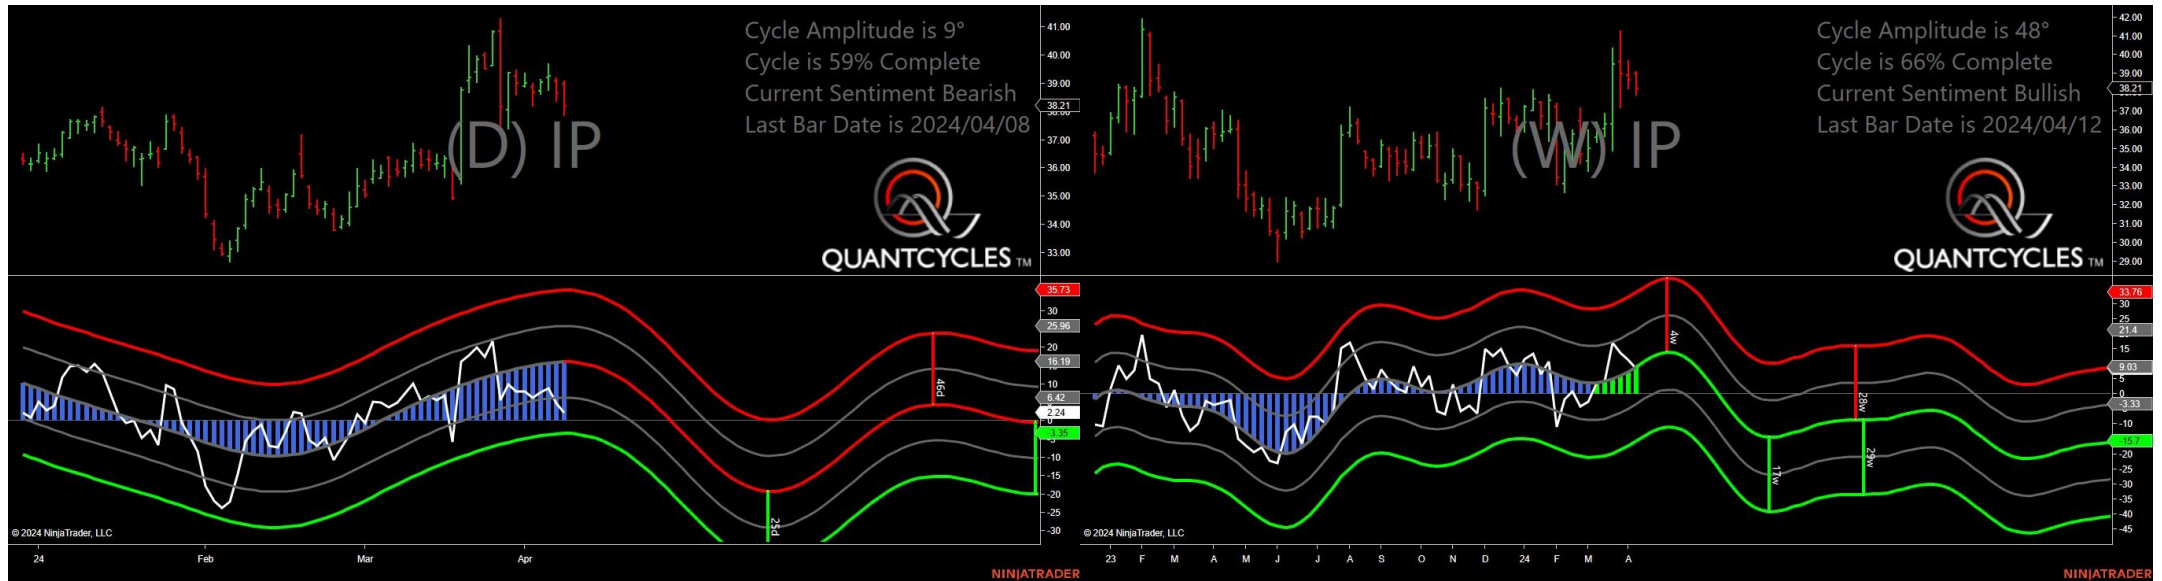 Cycle Amplitude is 9°
Cycle is 59% Complete
Current Sentiment Bearish
Last Bar Date is 2024/04/08
(D) IP
QUANTCYCLES TM
41.00
40.00
39.00
38.21
37.00
36.00
35.00
34.00
33.00
35.73
30
25.96
20
16.19
10
6.42
2.24
0
-3.35
-10
-15
-20
-25
-30
46d
25d
© 2024 NinjaTrader, LLC
24 Feb Mar Apr
NINJATRADER
Cycle Amplitude is 48°
Cycle is 66% Complete
Current Sentiment Bullish
Last Bar Date is 2024/04/12
(W) IP
QUANTCYCLES TM
42.00
41.00
40.00
39.00
38.21
37.00
36.00
35.00
34.00
33.00
32.00
31.00
30.00
29.00
33.76
30
25
21.4
15
9.03
5
0
-3.33
-10
-15.7
-20
-25
-30
-35
-40
-45
4w
28w
17w
29w
© 2024 NinjaTrader, LLC
23 F M A M J J A S O N D 24 F M A
NINJATRADER